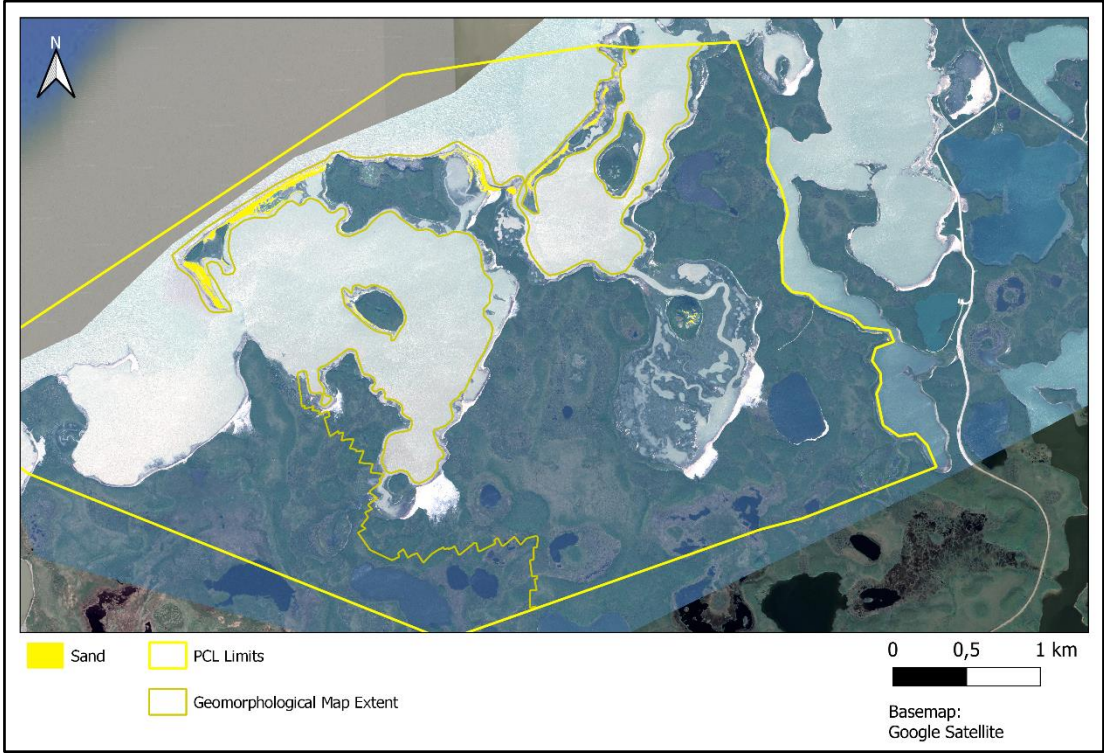 N
Sand
PCL Limits
Geomorphological Map Extent
0 0,5 1 km
Basemap:
Google Satellite